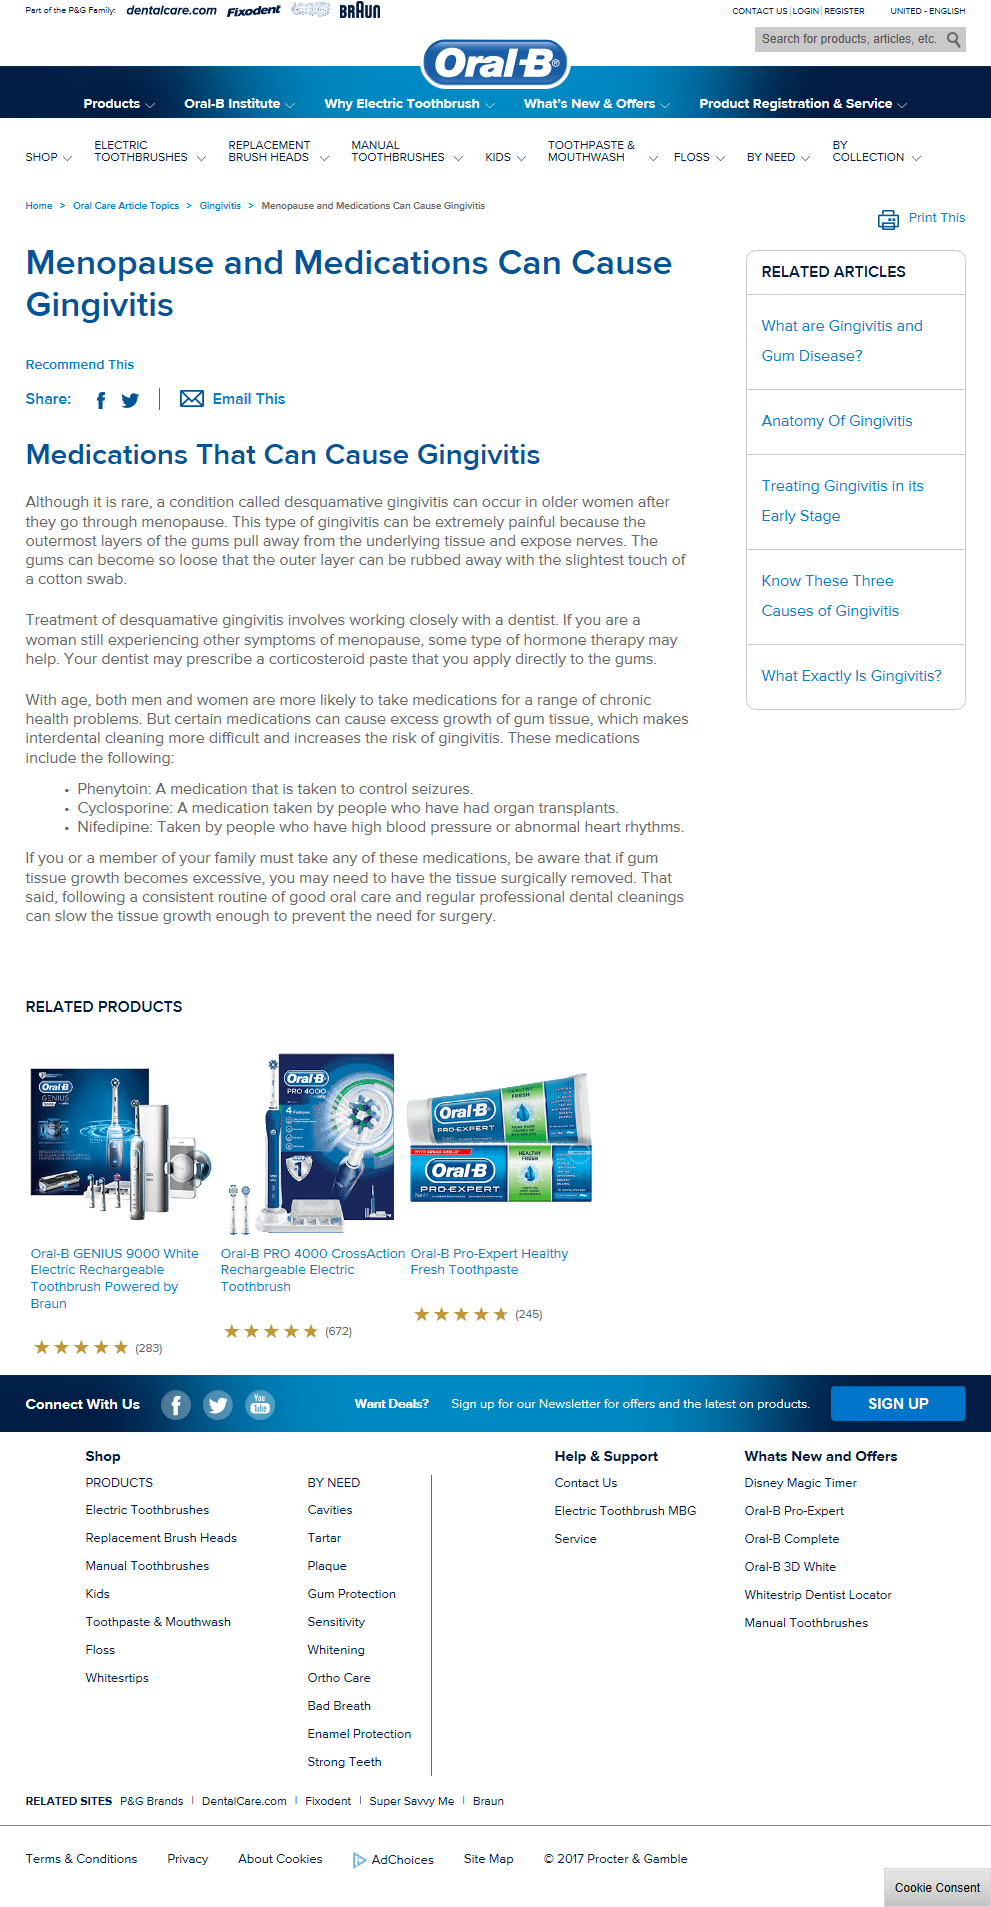 Part of the P&G Family: dentalcare.com Fixodent BRAUN
CONTACT US | LOGIN | REGISTER UNITED - ENGLISH
Search for products, articles, etc.
Oral-B®
Products Oral-B Institute Why Electric Toothbrush What's New & Offers Product Registration & Service
SHOP ELECTRIC TOOTHBRUSHES REPLACEMENT BRUSH HEADS MANUAL TOOTHBRUSHES KIDS TOOTHPASTE & MOUTHWASH FLOSS BY NEED BY COLLECTION
Home > Oral Care Article Topics > Gingivitis > Menopause and Medications Can Cause Gingivitis
Print This
Menopause and Medications Can Cause
Gingivitis
Recommend This
Share: Email This
Medications That Can Cause Gingivitis
Although it is rare, a condition called desquamative gingivitis can occur in older women after
they go through menopause. This type of gingivitis can be extremely painful because the
outermost layers of the gums pull away from the underlying tissue and expose nerves. The
gums can become so loose that the outer layer can be rubbed away with the slightest touch of
a cotton swab.
Treatment of desquamative gingivitis involves working closely with a dentist. If you are a
woman still experiencing other symptoms of menopause, some type of hormone therapy may
help. Your dentist may prescribe a corticosteroid paste that you apply directly to the gums.
With age, both men and women are more likely to take medications for a range of chronic
health problems. But certain medications can cause excess growth of gum tissue, which makes
interdental cleaning more difficult and increases the risk of gingivitis. These medications
include the following:
• Phenytoin: A medication that is taken to control seizures.
• Cyclosporine: A medication taken by people who have had organ transplants.
• Nifedipine: Taken by people who have high blood pressure or abnormal heart rhythms.
If you or a member of your family must take any of these medications, be aware that if gum
tissue growth becomes excessive, you may need to have the tissue surgically removed. That
said, following a consistent routine of good oral care and regular professional dental cleanings
can slow the tissue growth enough to prevent the need for surgery.
RELATED ARTICLES
What are Gingivitis and
Gum Disease?
Anatomy Of Gingivitis
Treating Gingivitis in its
Early Stage
Know These Three
Causes of Gingivitis
What Exactly Is Gingivitis?
RELATED PRODUCTS
Oral-B
GENIUS
Oral-B
PRO 4000
4 Features
1
Oral-B
PRO-EXPERT
HEALTHY
FRESH
WITH SUGAR SHIELD
Oral-B
PRO-EXPERT
HEALTHY
FRESH
Oral-B GENIUS 9000 White
Electric Rechargeable
Toothbrush Powered by
Braun
(283)
Oral-B PRO 4000 CrossAction
Rechargeable Electric
Toothbrush
(672)
Oral-B Pro-Expert Healthy
Fresh Toothpaste
(245)
Connect With Us You Tube Want Deals? Sign up for our Newsletter for offers and the latest on products. SIGN UP
Shop
PRODUCTS
Electric Toothbrushes
Replacement Brush Heads
Manual Toothbrushes
Kids
Toothpaste & Mouthwash
Floss
Whitesrtips
BY NEED
Cavities
Tartar
Plaque
Gum Protection
Sensitivity
Whitening
Ortho Care
Bad Breath
Enamel Protection
Strong Teeth
Help & Support
Contact Us
Electric Toothbrush MBG
Service
Whats New and Offers
Disney Magic Timer
Oral-B Pro-Expert
Oral-B Complete
Oral-B 3D White
Whitestrip Dentist Locator
Manual Toothbrushes
RELATED SITES P&G Brands | DentalCare.com | Fixodent | Super Savvy Me | Braun
Terms & Conditions Privacy About Cookies AdChoices Site Map © 2017 Procter & Gamble
Cookie Consent